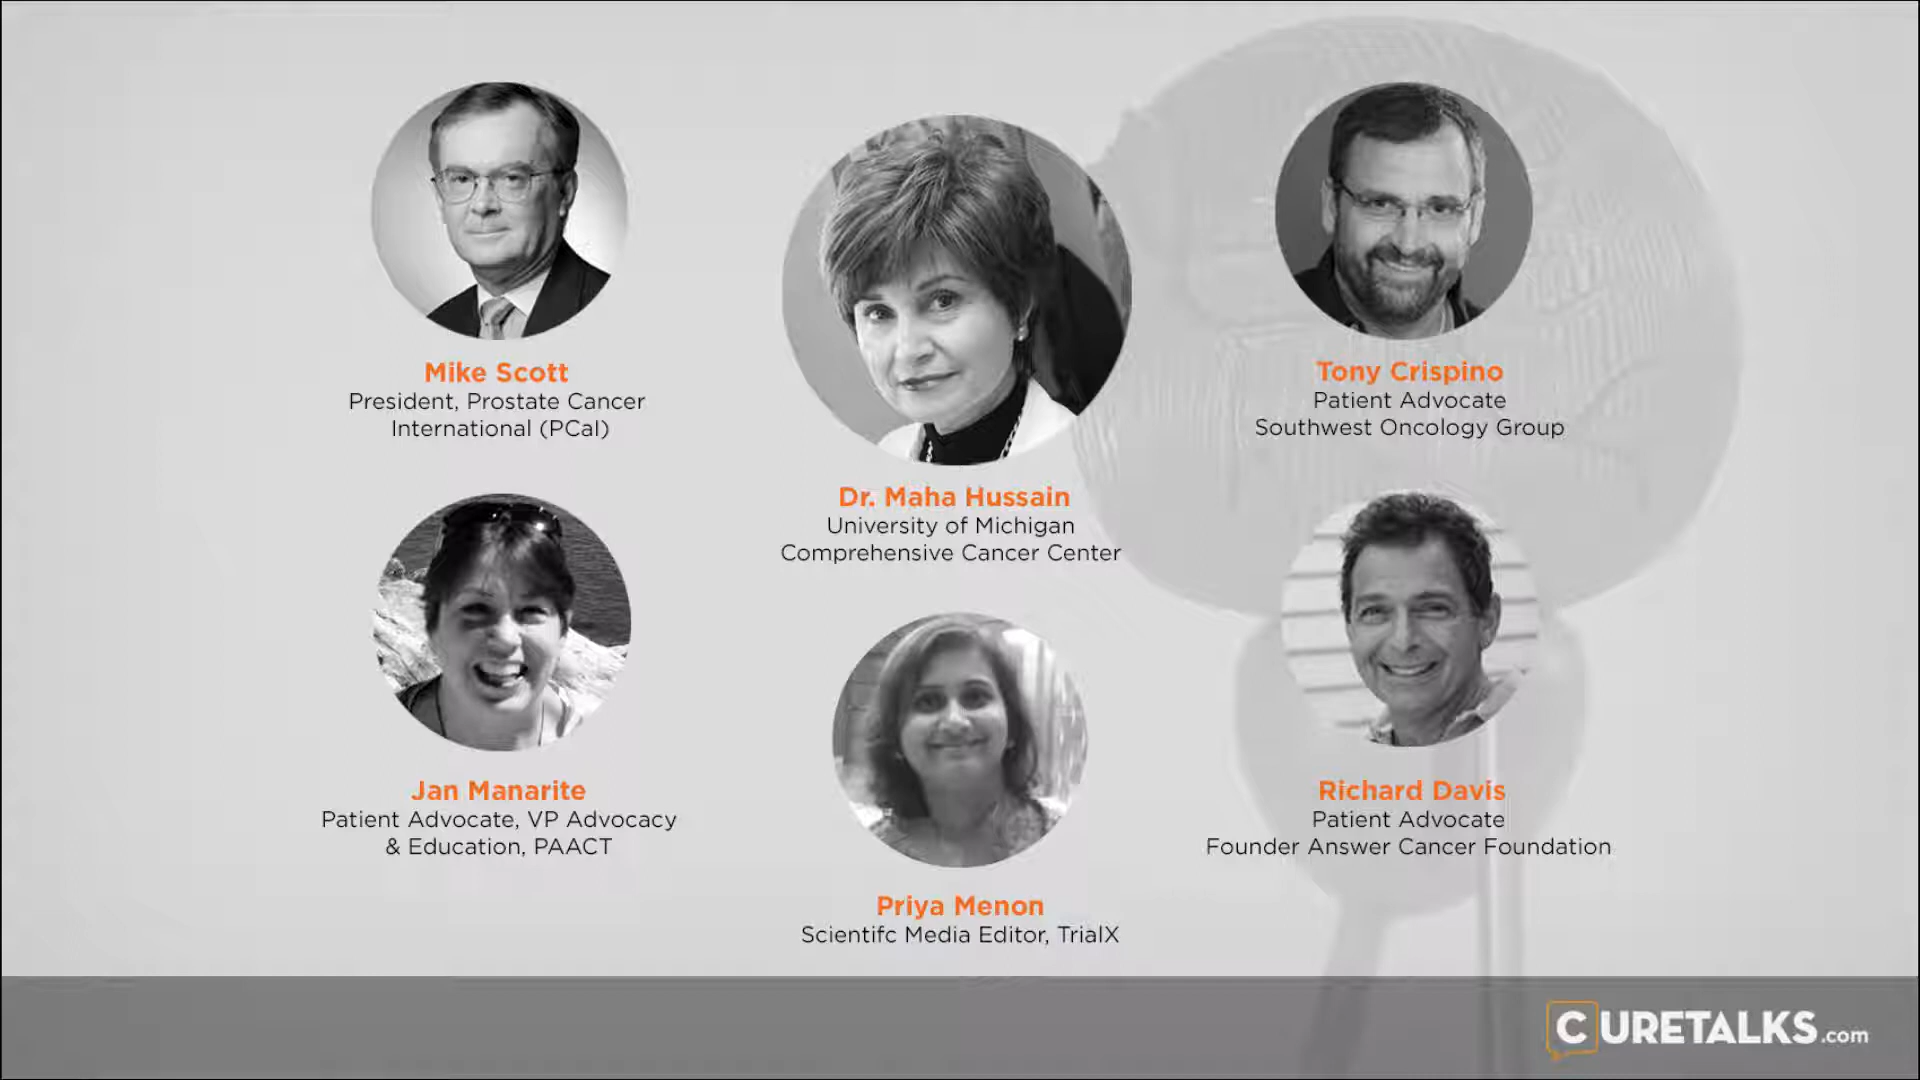 Mike Scott
President, Prostate Cancer
International (PCaI)
Dr. Maha Hussain
University of Michigan
Comprehensive Cancer Center
Tony Crispino
Patient Advocate
Southwest Oncology Group
Jan Manarite
Patient Advocate, VP Advocacy
& Education, PAACT
Priya Menon
Scientifc Media Editor, TrialX
Richard Davis
Patient Advocate
Founder Answer Cancer Foundation
CURETALKS.com